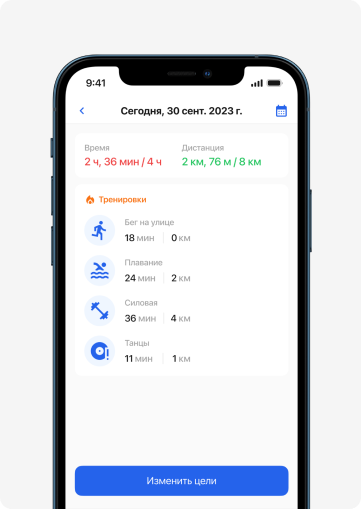 9:41
Сегодня, 30 сент. 2023 г.
Время
Дистанция
2 ч, 36 мин / 4 ч
2 км, 76 м / 8 км
Тренировки
Бег на улице
18 мин
0 км
Плавание
24 мин
2 км
Силовая
36 мин
4 км
Танцы
11 мин
1 км
Изменить цели